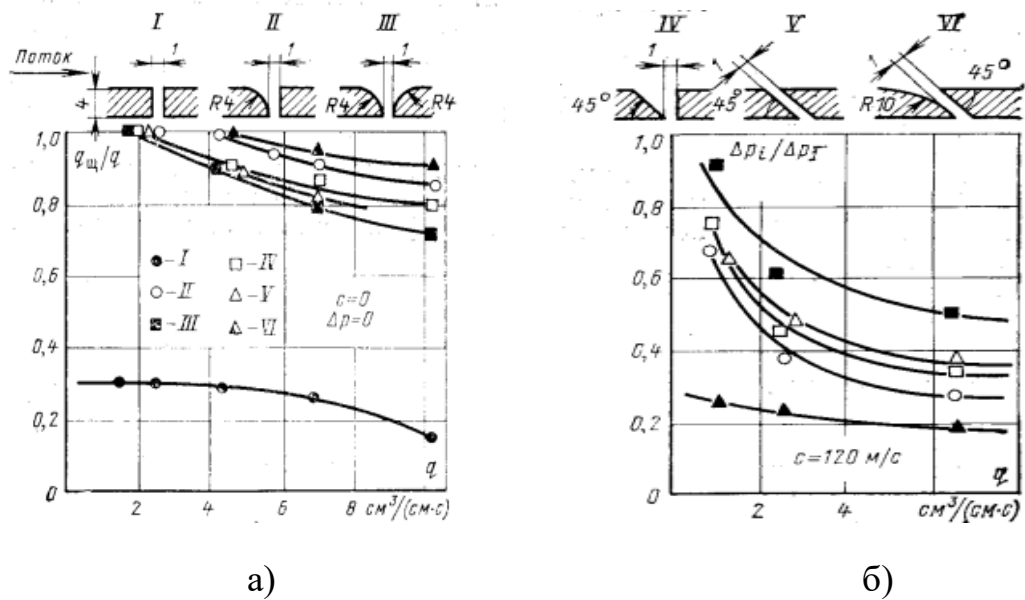 I II III
1 1 1
Поток
4
R4 R4 R4
1,0
qщ/q
0,8
0,6
0,4
0,2
0
- I
- II
- III
- IV
- V
- VI
c=0
Δp=0
q
2 4 6 8 см³/(см·с)
а)
IV V VI
1 1 1
45° 45° 45°
R10
1,0
Δpi/ΔpI
0,8
0,6
0,4
0,2
0
c=120 м/с
q
2 4 см³/(см·с)
б)